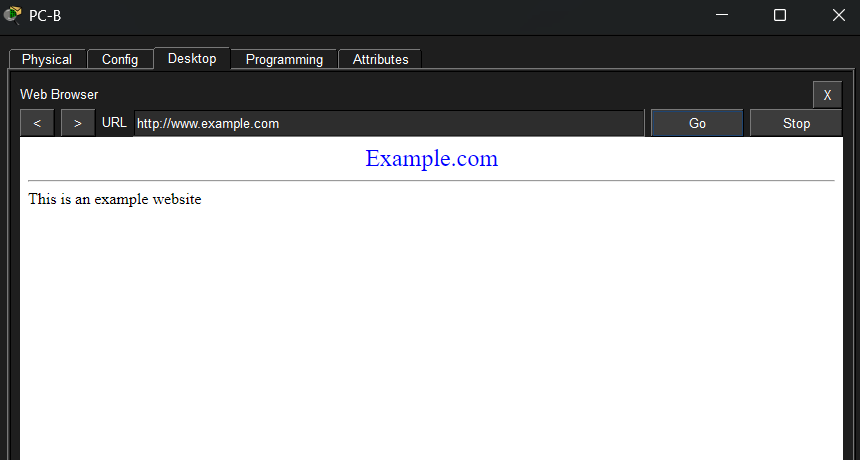 PC-B
Physical Config Desktop Programming Attributes
Web Browser X
< > URL http://www.example.com Go Stop
Example.com
This is an example website